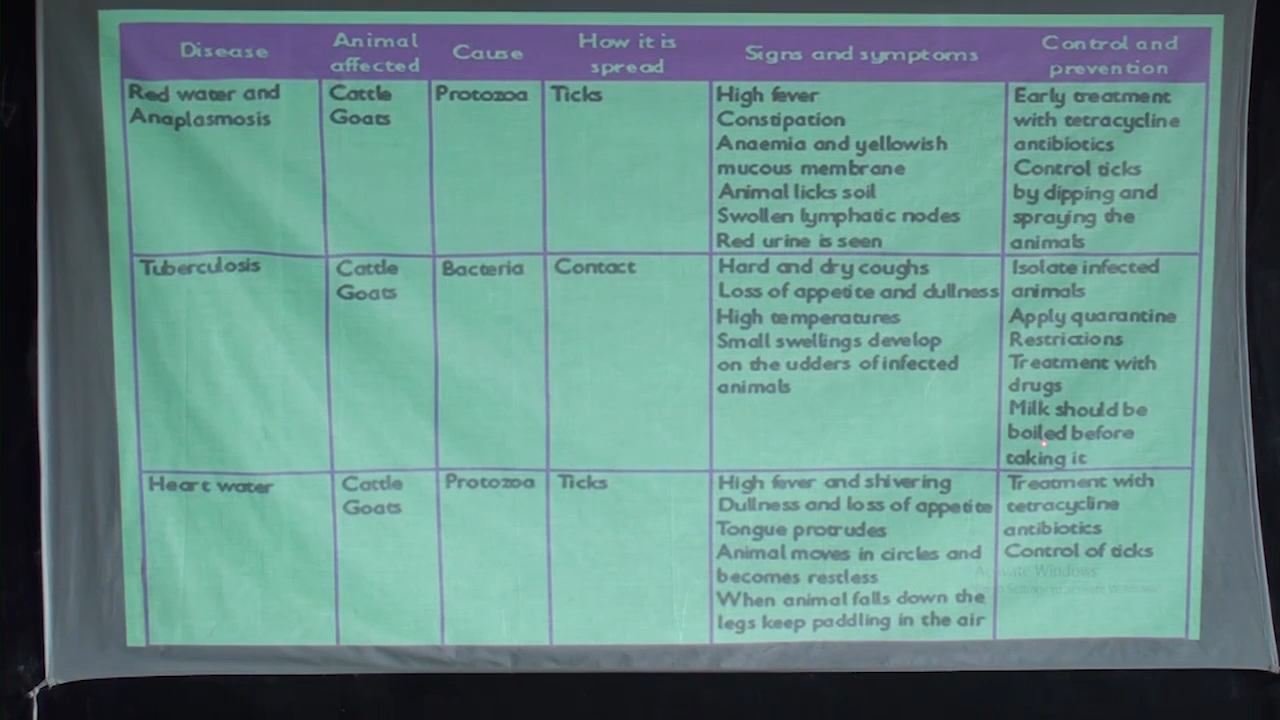 Disease
Animal
affected
Cause
How it is
spread
Signs and symptoms
Control and
prevention
Red water and
Anaplasmosis
Cattle
Goats
Protozoa
Ticks
High fever
Constipation
Anaemia and yellowish
mucous membrane
Animal licks soil
Swollen lymphatic nodes
Red urine is seen
Early treatment
with tetracycline
antibiotics
Control ticks
by dipping and
spraying the
animals
Tuberculosis
Cattle
Goats
Bacteria
Contact
Hard and dry coughs
Loss of appetite and dullness
High temperatures
Small swellings develop
on the udders of infected
animals
Isolate infected
animals
Apply quarantine
Restrictions
Treatment with
drugs
Milk should be
boiled before
taking it
Heart water
Cattle
Goats
Protozoa
Ticks
High fever and shivering
Dullness and loss of appetite
Tongue protrudes
Animal moves in circles and
becomes restless
When animal falls down the
legs keep paddling in the air
Treatment with
tetracycline
antibiotics
Control of ticks
Activate Windows
Settings to activate Windows